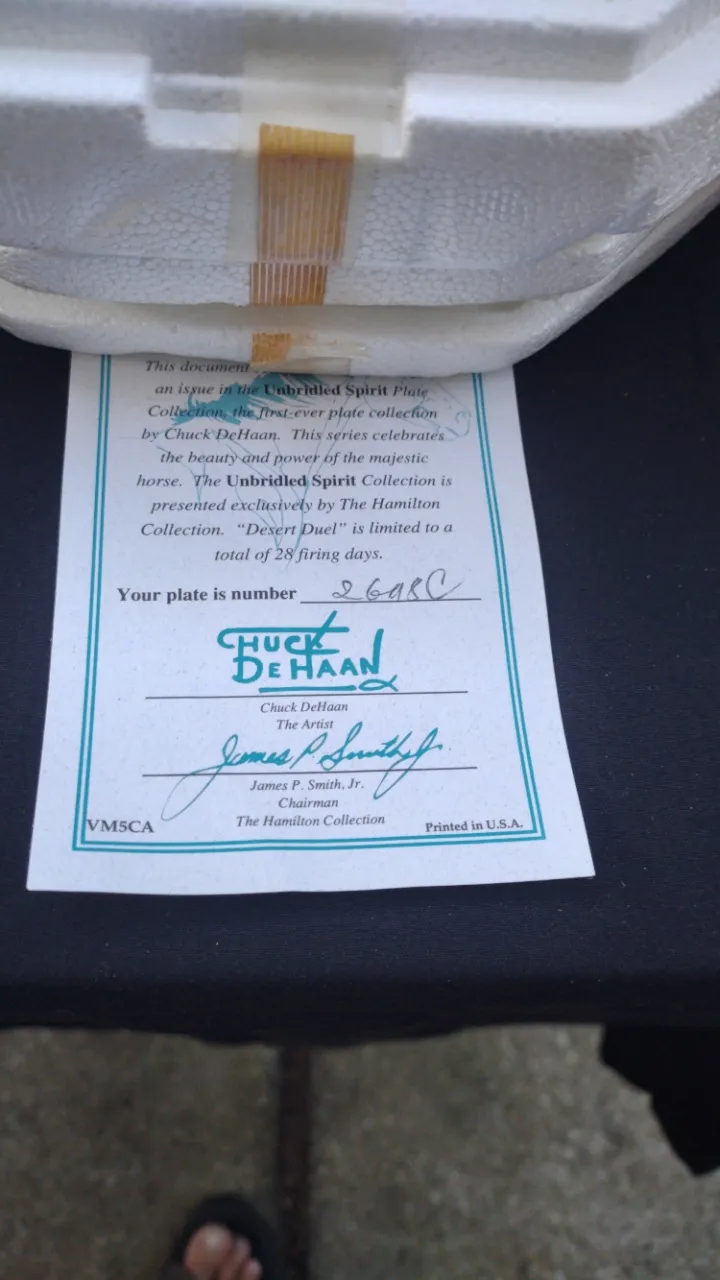 This document
an issue in the Unbridled Spirit Plate
Collection, the first-ever plate collection
by Chuck DeHaan. This series celebrates
the beauty and power of the majestic
horse. The Unbridled Spirit Collection is
presented exclusively by The Hamilton
Collection. “Desert Duel” is limited to a
total of 28 firing days.
Your plate is number
CHUCK
DEHAAN
Chuck DeHaan
The Artist
James P. Smith, Jr.
James P. Smith, Jr.
Chairman
The Hamilton Collection
VM5CA
Printed in U.S.A.